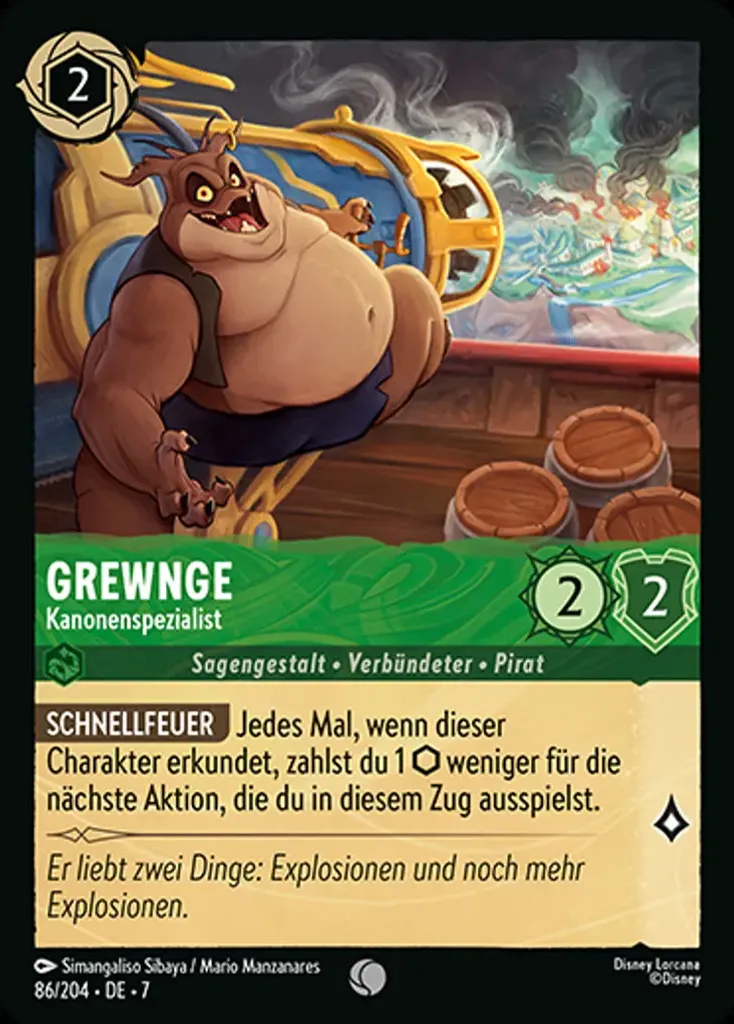 2
GREWNGE
Kanonenspezialist
2
2
Sagengestalt • Verbündeter • Pirat
SCHNELLFEUER Jedes Mal, wenn dieser
Charakter erkundet, zahlst du 1 ⬡ weniger für die
nächste Aktion, die du in diesem Zug ausspielst.
Er liebt zwei Dinge: Explosionen und noch mehr
Explosionen.
Simangaliso Sibaya / Mario Manzanares
86/204 • DE • 7
Disney Lorcana
©Disney